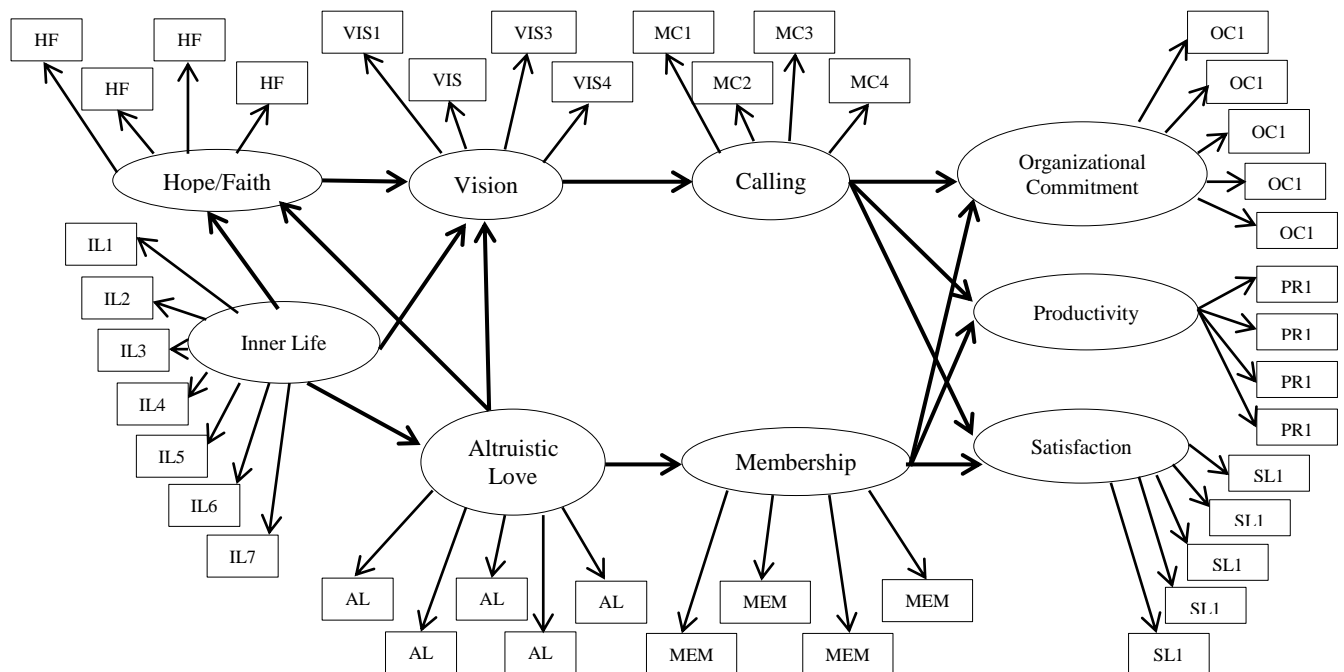 HF
HF
HF
HF
VIS1
VIS
VIS3
VIS4
MC1
MC2
MC3
MC4
OC1
OC1
OC1
OC1
OC1
Hope/Faith
Vision
Calling
Organizational
Commitment
IL1
IL2
IL3
IL4
IL5
IL6
IL7
Inner Life
Productivity
PR1
PR1
PR1
PR1
Altruistic
Love
Membership
Satisfaction
SL1
SL1
SL1
SL1
SL1
AL
AL
AL
AL
AL
MEM
MEM
MEM
MEM